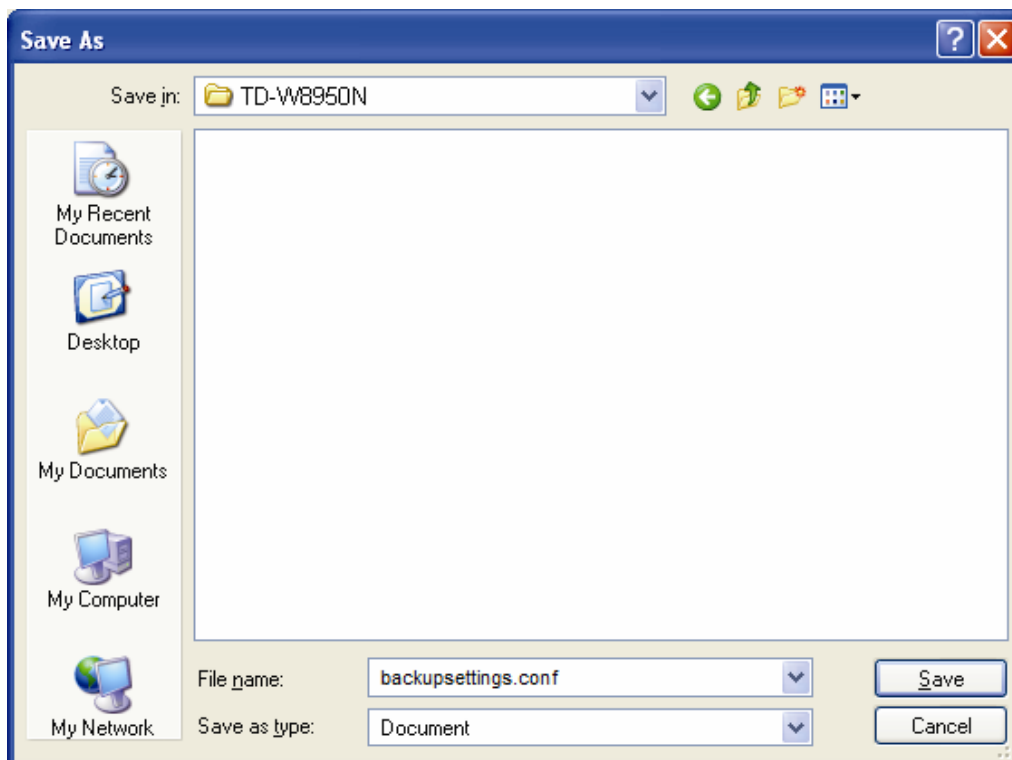 Save As
Save in:
TD-W8950N
My Recent
Documents
Desktop
My Documents
My Computer
My Network
File name:
backupsettings.conf
Save
Save as type:
Document
Cancel